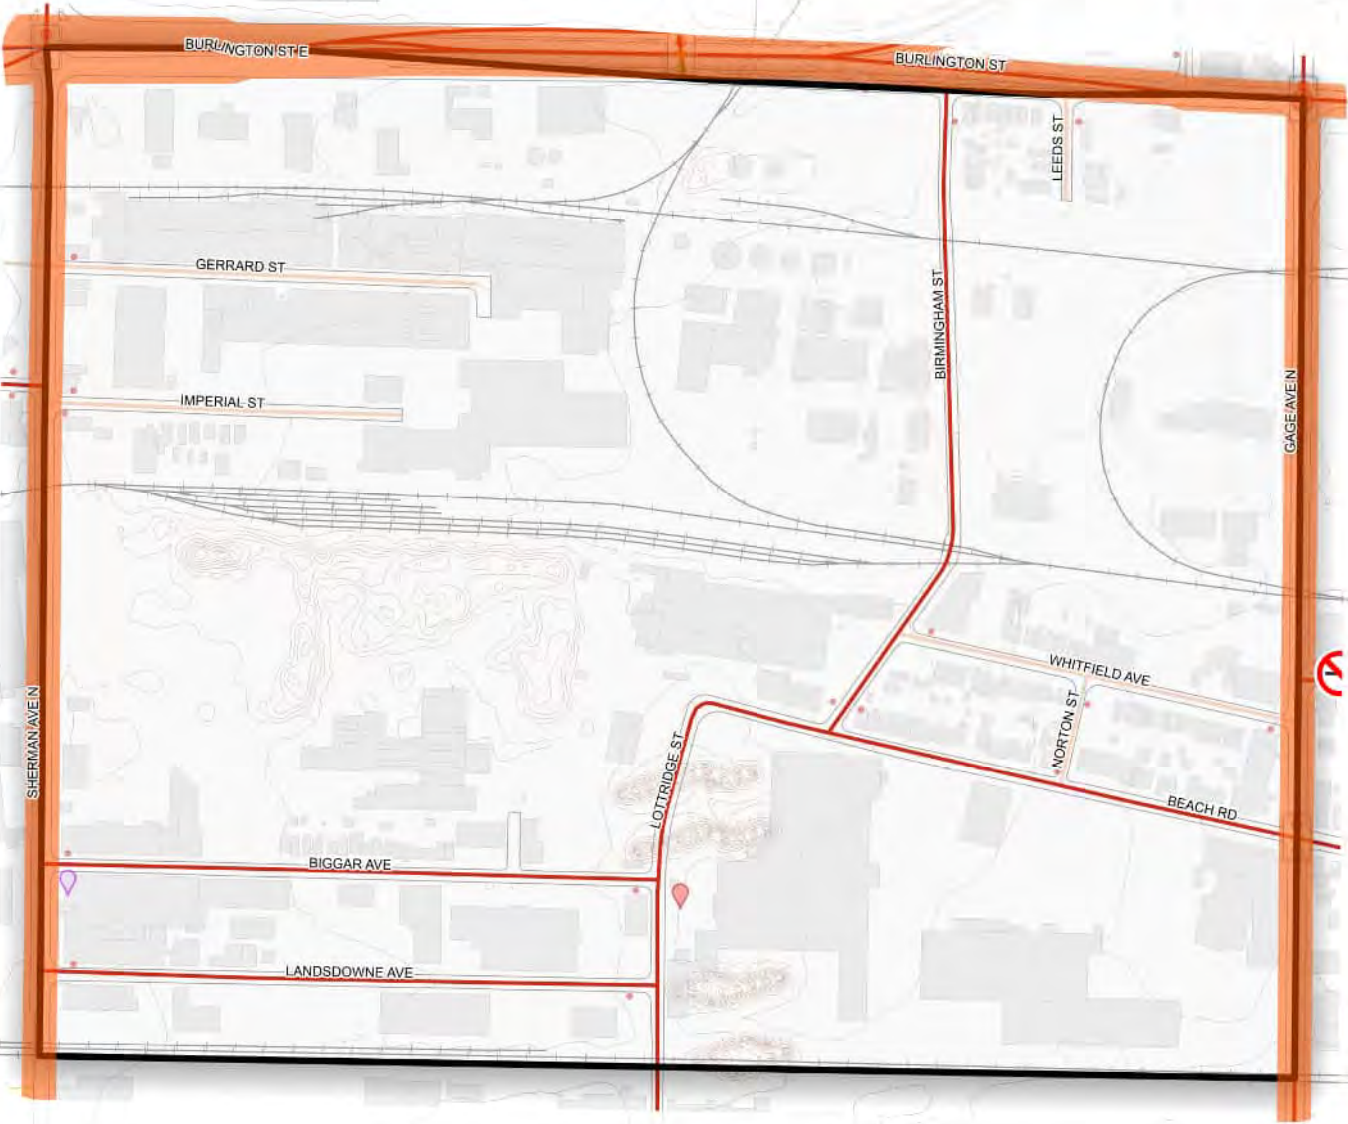 BURLINGTON ST E
BURLINGTON ST
LEEDS ST
GERRARD ST
BIRMINGHAM ST
IMPERIAL ST
GAGE AVE N
WHITFIELD AVE
NORTON ST
SHERMAN AVE N
LOTTRIDGE ST
BEACH RD
BIGGAR AVE
LANDSDOWNE AVE